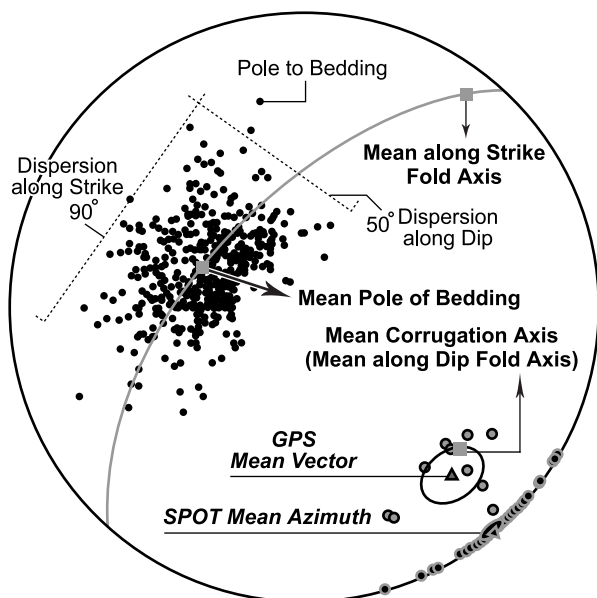 Pole to Bedding
Dispersion
along Strike
90°
Mean along Strike
Fold Axis
50° Dispersion
along Dip
Mean Pole of Bedding
Mean Corrugation Axis
(Mean along Dip Fold Axis)
GPS
Mean Vector
SPOT Mean Azimuth